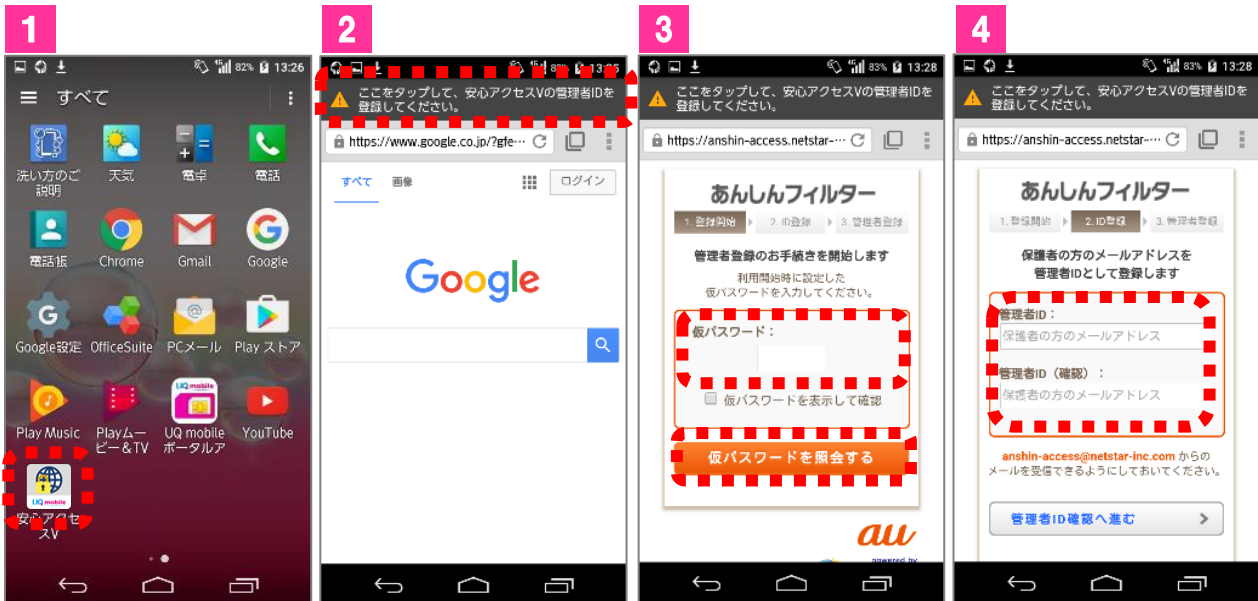 1
82% 13:26
すべて
洗い方のご
説明
天気
電卓
電話
電話帳
Chrome
Gmail
Google
Google設定
OfficeSuite
PCメール
Play ストア
UQ mobile
Play Music
Playムー
ビー&TV
UQ mobile
ポータルア
YouTube
UQ mobile
安心アクセ
スV
2
ここをタップして、安心アクセスVの管理者IDを
登録してください。
https://www.google.co.jp/?gfe…
すべて
画像
ログイン
Google
3
83% 13:28
ここをタップして、安心アクセスVの管理者IDを
登録してください。
https://anshin-access.netstar-…
あんしんフィルター
1. 登録開始
2. ID登録
3. 管理者登録
管理者登録のお手続きを開始します
利用開始時に設定した
仮パスワードを入力してください。
仮パスワード：
仮パスワードを表示して確認
仮パスワードを照会する
au
powered by
4
83% 13:28
ここをタップして、安心アクセスVの管理者IDを
登録してください。
https://anshin-access.netstar-…
あんしんフィルター
1. 登録開始
2. ID登録
3. 管理者登録
保護者の方のメールアドレスを
管理者IDとして登録します
管理者ID：
保護者の方のメールアドレス
管理者ID（確認）：
保護者の方のメールアドレス
anshin-access@netstar-inc.com からの
メールを受信できるようにしておいてください。
管理者ID確認へ進む